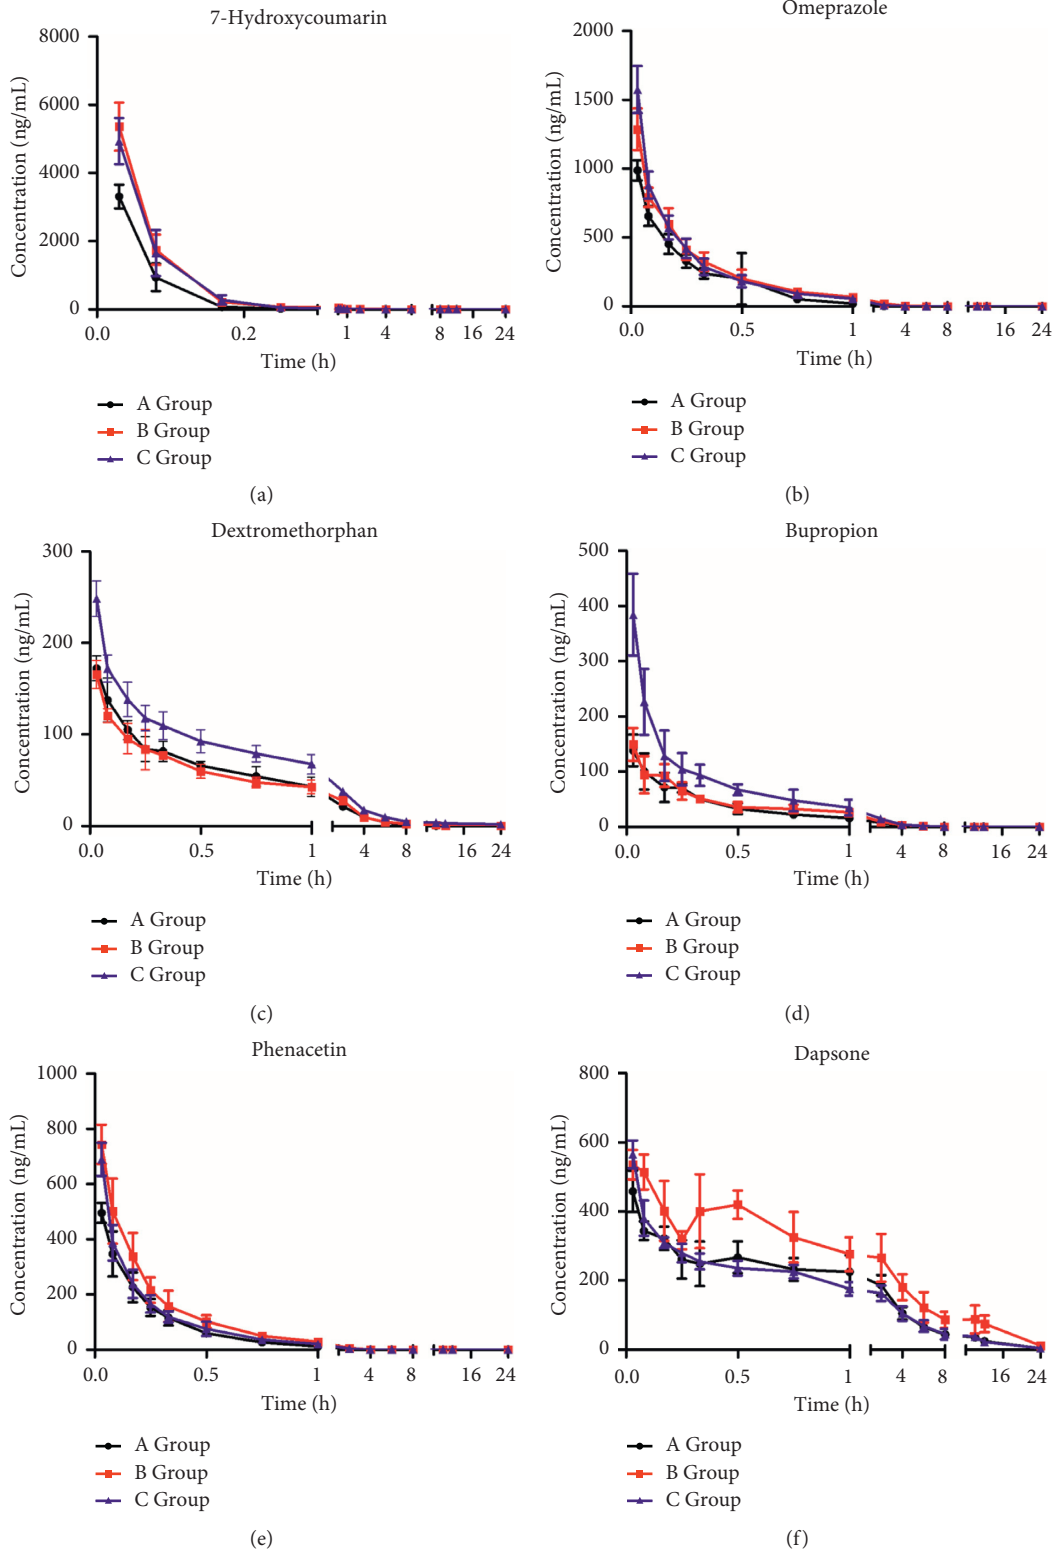 7-Hydroxycoumarin
8000
6000
4000
2000
0
Concentration (ng/mL)
0.0 0.2 1 4 8 16 24
Time (h)
A Group
B Group
C Group
(a)
Omeprazole
2000
1500
1000
500
0
Concentration (ng/mL)
0.0 0.5 1 4 8 16 24
Time (h)
A Group
B Group
C Group
(b)
Dextromethorphan
300
200
100
0
Concentration (ng/mL)
0.0 0.5 1 4 8 16 24
Time (h)
A Group
B Group
C Group
(c)
Bupropion
500
400
300
200
100
0
Concentration (ng/mL)
0.0 0.5 1 4 8 16 24
Time (h)
A Group
B Group
C Group
(d)
Phenacetin
1000
800
600
400
200
0
Concentration (ng/mL)
0.0 0.5 1 4 8 16 24
Time (h)
A Group
B Group
C Group
(e)
Dapsone
800
600
400
200
0
Concentration (ng/mL)
0.0 0.5 1 4 8 16 24
Time (h)
A Group
B Group
C Group
(f)